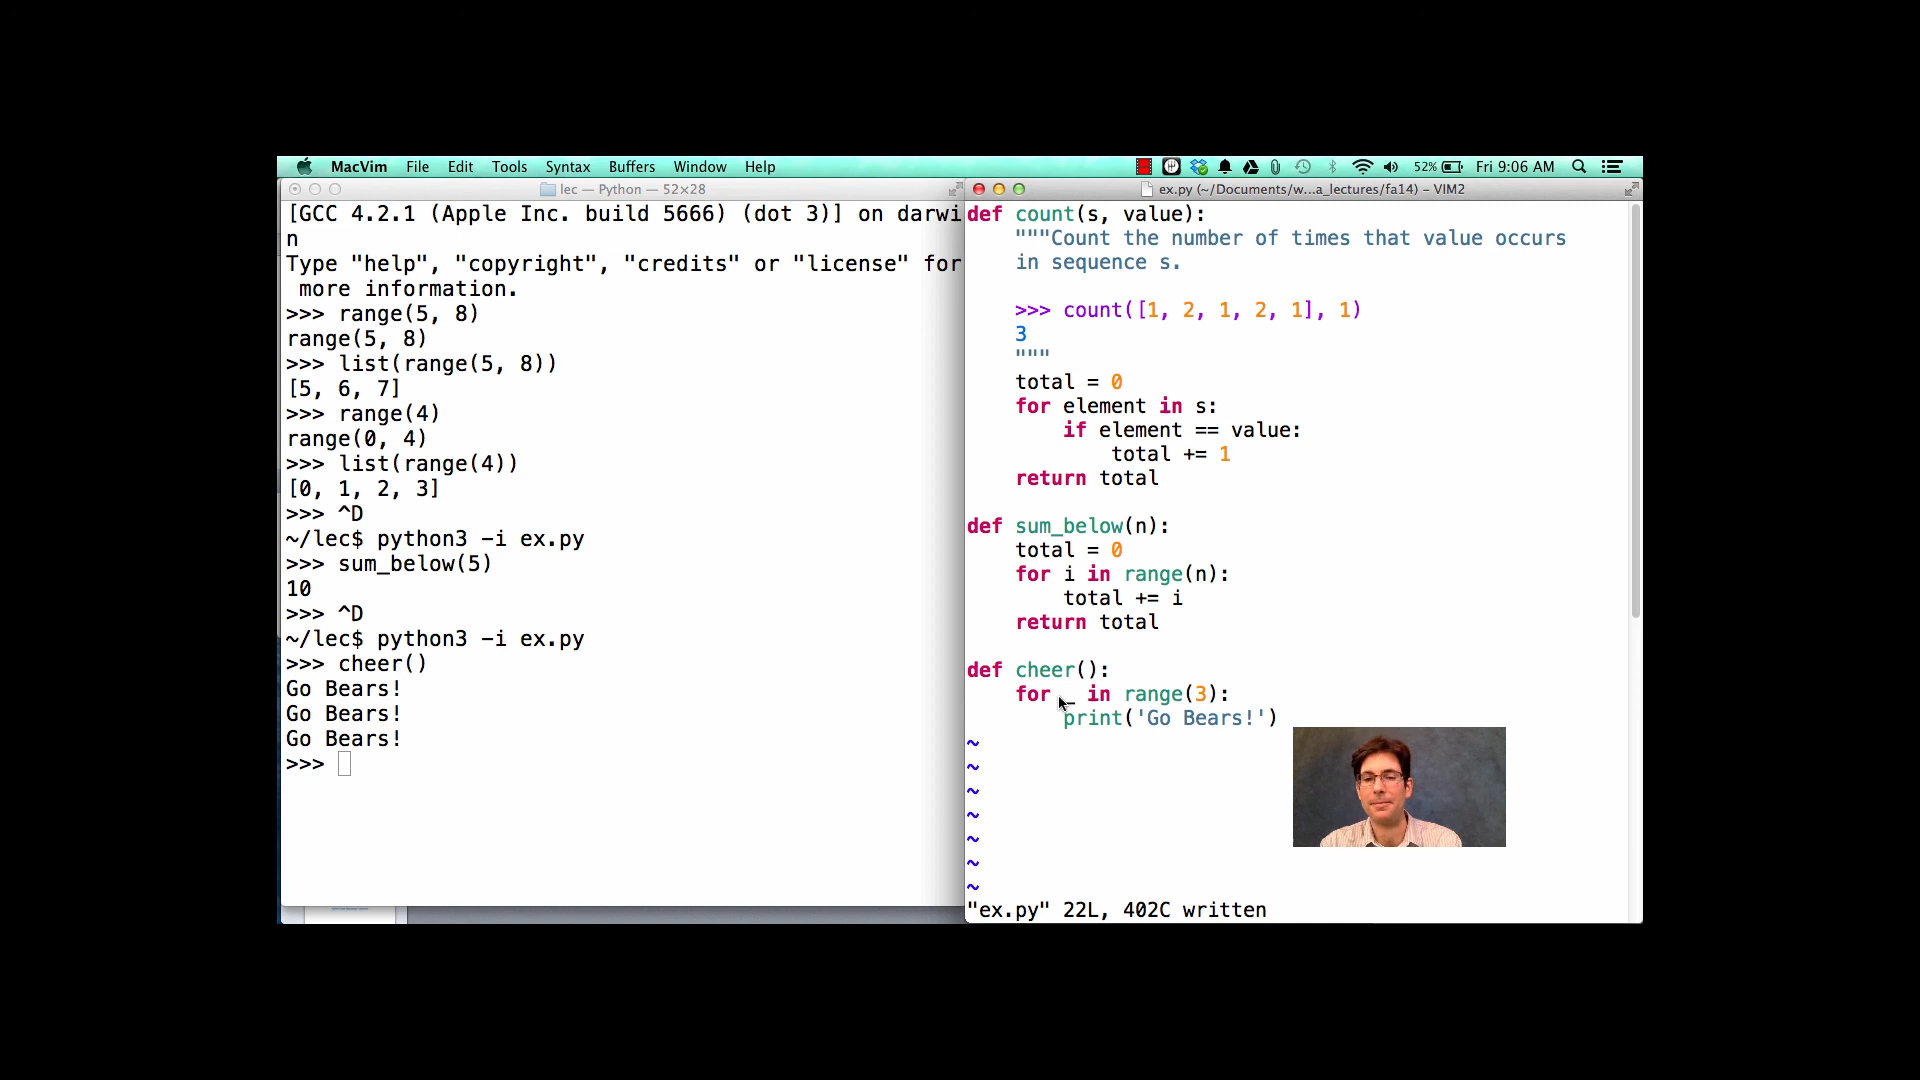 MacVim File Edit Tools Syntax Buffers Window Help 52% Fri 9:06 AM
lec — Python — 52×28
[GCC 4.2.1 (Apple Inc. build 5666) (dot 3)] on darwi
n
Type "help", "copyright", "credits" or "license" for
 more information.
>>> range(5, 8)
range(5, 8)
>>> list(range(5, 8))
[5, 6, 7]
>>> range(4)
range(0, 4)
>>> list(range(4))
[0, 1, 2, 3]
>>> ^D
~/lec$ python3 -i ex.py
>>> sum_below(5)
10
>>> ^D
~/lec$ python3 -i ex.py
>>> cheer()
Go Bears!
Go Bears!
Go Bears!
>>>
ex.py (~/Documents/w...a_lectures/fa14) – VIM2
def count(s, value):
    """Count the number of times that value occurs
    in sequence s.
    >>> count([1, 2, 1, 2, 1], 1)
    3
    """
    total = 0
    for element in s:
        if element == value:
            total += 1
    return total
def sum_below(n):
    total = 0
    for i in range(n):
        total += i
    return total
def cheer():
    for _ in range(3):
        print('Go Bears!')
~
~
~
~
~
~
~
"ex.py" 22L, 402C written